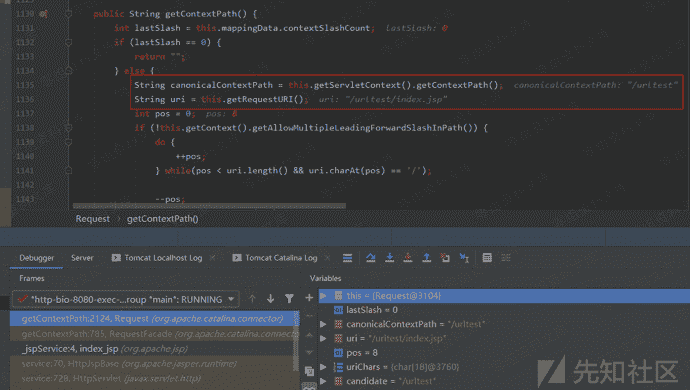 1130
public String getContextPath() {
1131
int lastSlash = this.mappingData.contextSlashCount; lastSlash: 0
1132
if (lastSlash == 0) {
1133
return "";
1134
} else {
1135
String canonicalContextPath = this.getServletContext().getContextPath(); canonicalContextPath: "/uritest"
1136
String uri = this.getRequestURI(); uri: "/uritest/index.jsp"
1137
int pos = 0; pos: 8
1138
if (!this.getContext().getAllowMultipleLeadingForwardSlashInPath()) {
1139
do {
1140
++pos;
1141
} while(pos < uri.length() && uri.charAt(pos) == '/');
1142
1143
--pos;
Request > getContextPath()
Debugger Server Tomcat Localhost Log Tomcat Catalina Log
Frames
Variables
"http-bio-8080-exec-...roup "main": RUNNING
this = {Request@3104}
getContextPath:2124, Request (org.apache.catalina.connector)
lastSlash = 0
getContextPath:785, RequestFacade (org.apache.catalina.connector)
canonicalContextPath = "/uritest"
_jspService:4, index_jsp (org.apache.jsp)
uri = "/uritest/index.jsp"
service:70, HttpJspBase (org.apache.jasper.runtime)
pos = 8
service:728, HttpServlet (javax.servlet.http)
uriChars = {char[18]@3760}
candidate = "/uritest"
先知社区